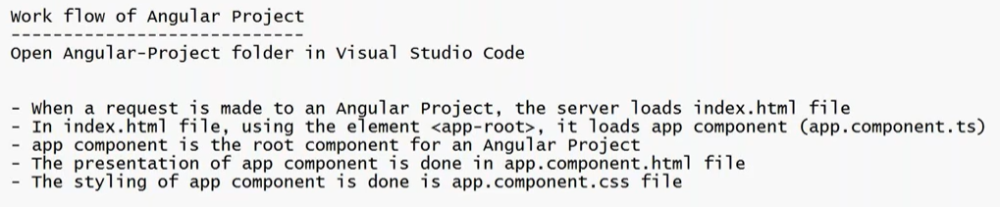 Work flow of Angular Project
----------------------------
Open Angular-Project folder in Visual Studio Code
- When a request is made to an Angular Project, the server loads index.html file
- In index.html file, using the element <app-root>, it loads app component (app.component.ts)
- app component is the root component for an Angular Project
- The presentation of app component is done in app.component.html file
- The styling of app component is done is app.component.css file